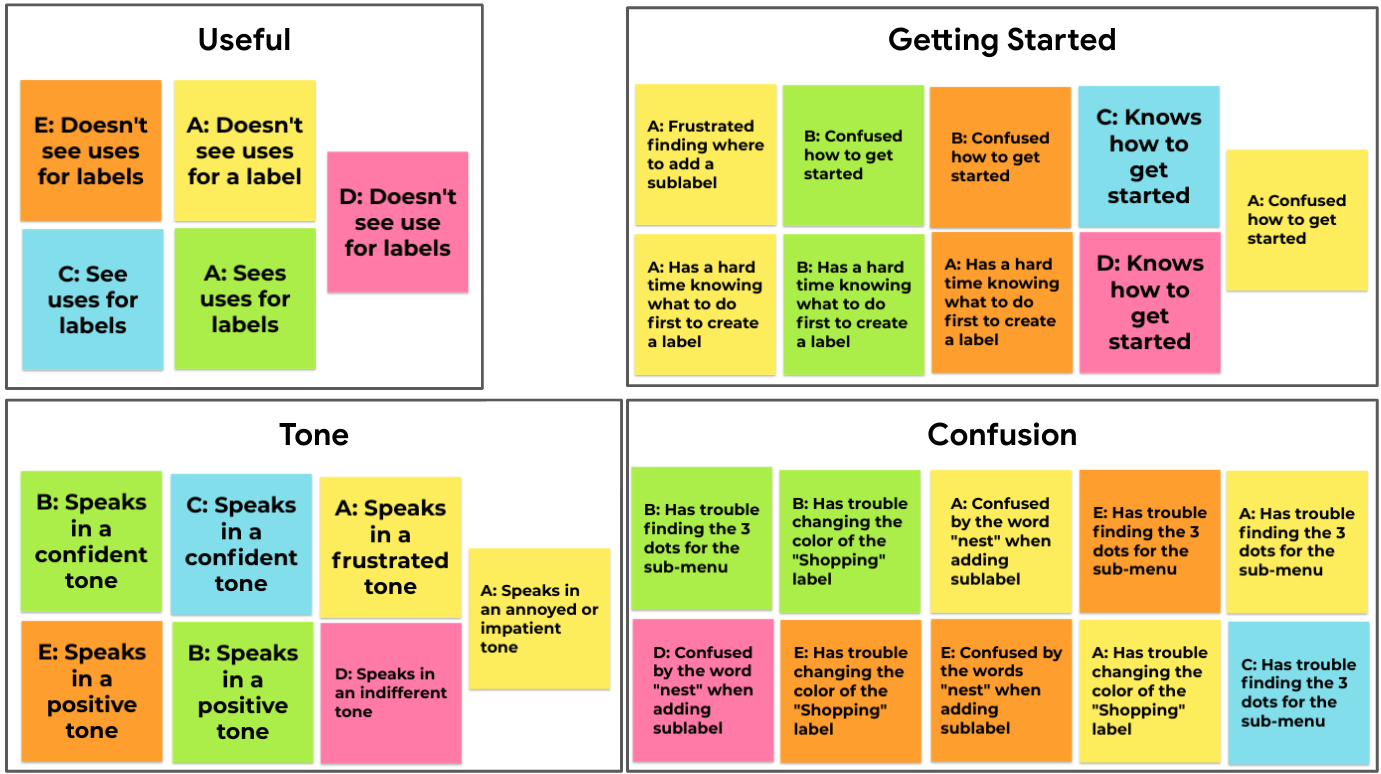 Useful
E: Doesn't
see uses
for labels
A: Doesn't
see uses
for a label
D: Doesn't
see use
for labels
C: See
uses for
labels
A: Sees
uses for
labels
Getting Started
A: Frustrated
finding where
to add a
sublabel
B: Confused
how to get
started
B: Confused
how to get
started
C: Knows
how to
get
started
A: Confused
how to get
started
A: Has a hard
time knowing
what to do
first to create
a label
B: Has a hard
time knowing
what to do
first to create
a label
A: Has a hard
time knowing
what to do
first to create
a label
D: Knows
how to
get
started
Tone
B: Speaks
in a
confident
tone
C: Speaks
in a
confident
tone
A: Speaks
in a
frustrated
tone
A: Speaks in
an annoyed or
impatient
tone
E: Speaks
in a
positive
tone
B: Speaks
in a
positive
tone
D: Speaks in
an indifferent
tone
Confusion
B: Has trouble
finding the 3
dots for the
sub-menu
B: Has trouble
changing the
color of the
"Shopping"
label
A: Confused
by the word
"nest" when
adding
sublabel
E: Has trouble
finding the 3
dots for the
sub-menu
A: Has trouble
finding the 3
dots for the
sub-menu
D: Confused
by the word
"nest" when
adding
sublabel
E: Has trouble
changing the
color of the
"Shopping"
label
E: Confused by
the words
"nest" when
adding
sublabel
A: Has trouble
changing the
color of the
"Shopping"
label
C: Has trouble
finding the 3
dots for the
sub-menu